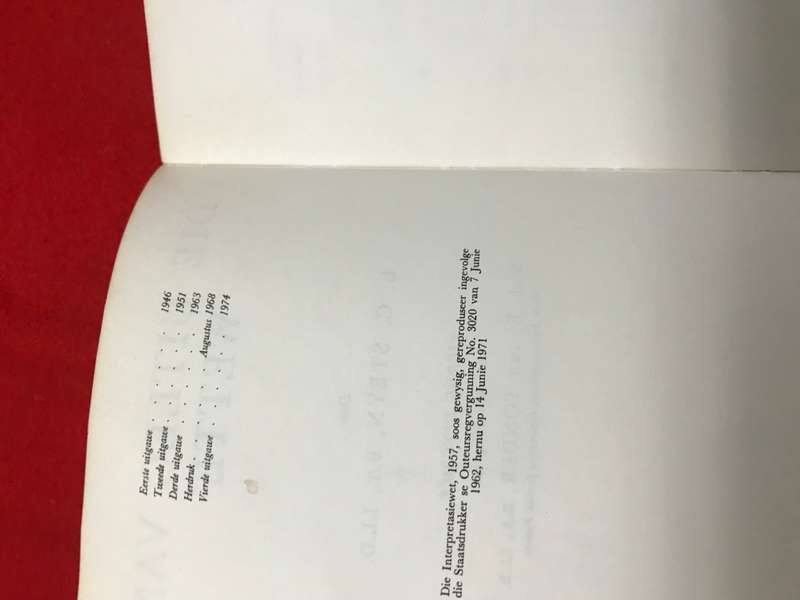 Eerste uitgawe . . . . . . 1946
Tweede uitgawe . . . . . . 1951
Derde uitgawe . . . . . . 1963
Herdruk . . . . . . Augustus 1968
Vierde uitgawe . . . . . . 1974
Die Interpretasiewet, 1957, soos gewysig, gereproduseer ingevolge
die Staatsdrukker se Outeursregvergunning No. 3020 van 7 Junie
1962, hernu op 14 Junie 1971